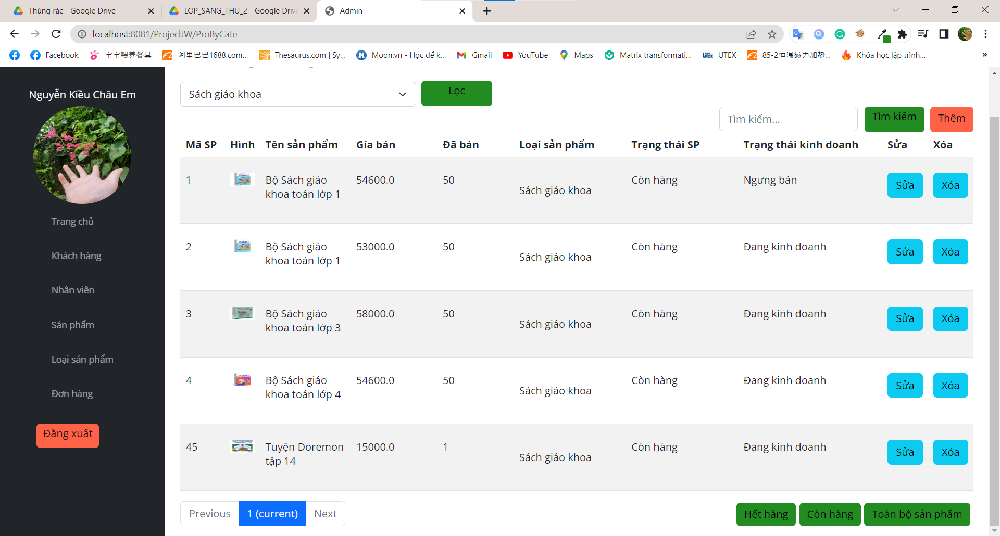 Thùng rác - Google Drive
LOP_SANG_THU_2 - Google Drive
Admin
localhost:8081/ProjecltW/ProByCate
Facebook
宝宝喂养餐具
阿里巴巴1688.com...
Thesaurus.com | Sy...
Moon.vn - Học để k...
Gmail
YouTube
Maps
Matrix transformati...
UTEX
85-2恒温磁力加热...
Khóa học lập trình...
»
Nguyễn Kiều Châu Em
Trang chủ
Khách hàng
Nhân viên
Sản phẩm
Loại sản phẩm
Đơn hàng
Đăng xuất
Sách giáo khoa
Lọc
Tìm kiếm...
Tìm kiếm
Thêm
Mã SP Hình Tên sản phẩm Gía bán Đã bán Loại sản phẩm Trạng thái SP Trạng thái kinh doanh Sửa Xóa
1 Bộ Sách giáo 54600.0 50 Còn hàng Ngưng bán Sửa Xóa
khoa toán lớp 1 Sách giáo khoa
2 Bộ Sách giáo 53000.0 50 Còn hàng Đang kinh doanh Sửa Xóa
khoa toán lớp 1 Sách giáo khoa
3 Bộ Sách giáo 58000.0 50 Còn hàng Đang kinh doanh Sửa Xóa
khoa toán lớp 3 Sách giáo khoa
4 Bộ Sách giáo 54600.0 50 Còn hàng Đang kinh doanh Sửa Xóa
khoa toán lớp 4 Sách giáo khoa
45 Tuyện Doremon 15000.0 1 Còn hàng Đang kinh doanh Sửa Xóa
tập 14 Sách giáo khoa
Previous 1 (current) Next
Hết hàng Còn hàng Toàn bộ sản phẩm